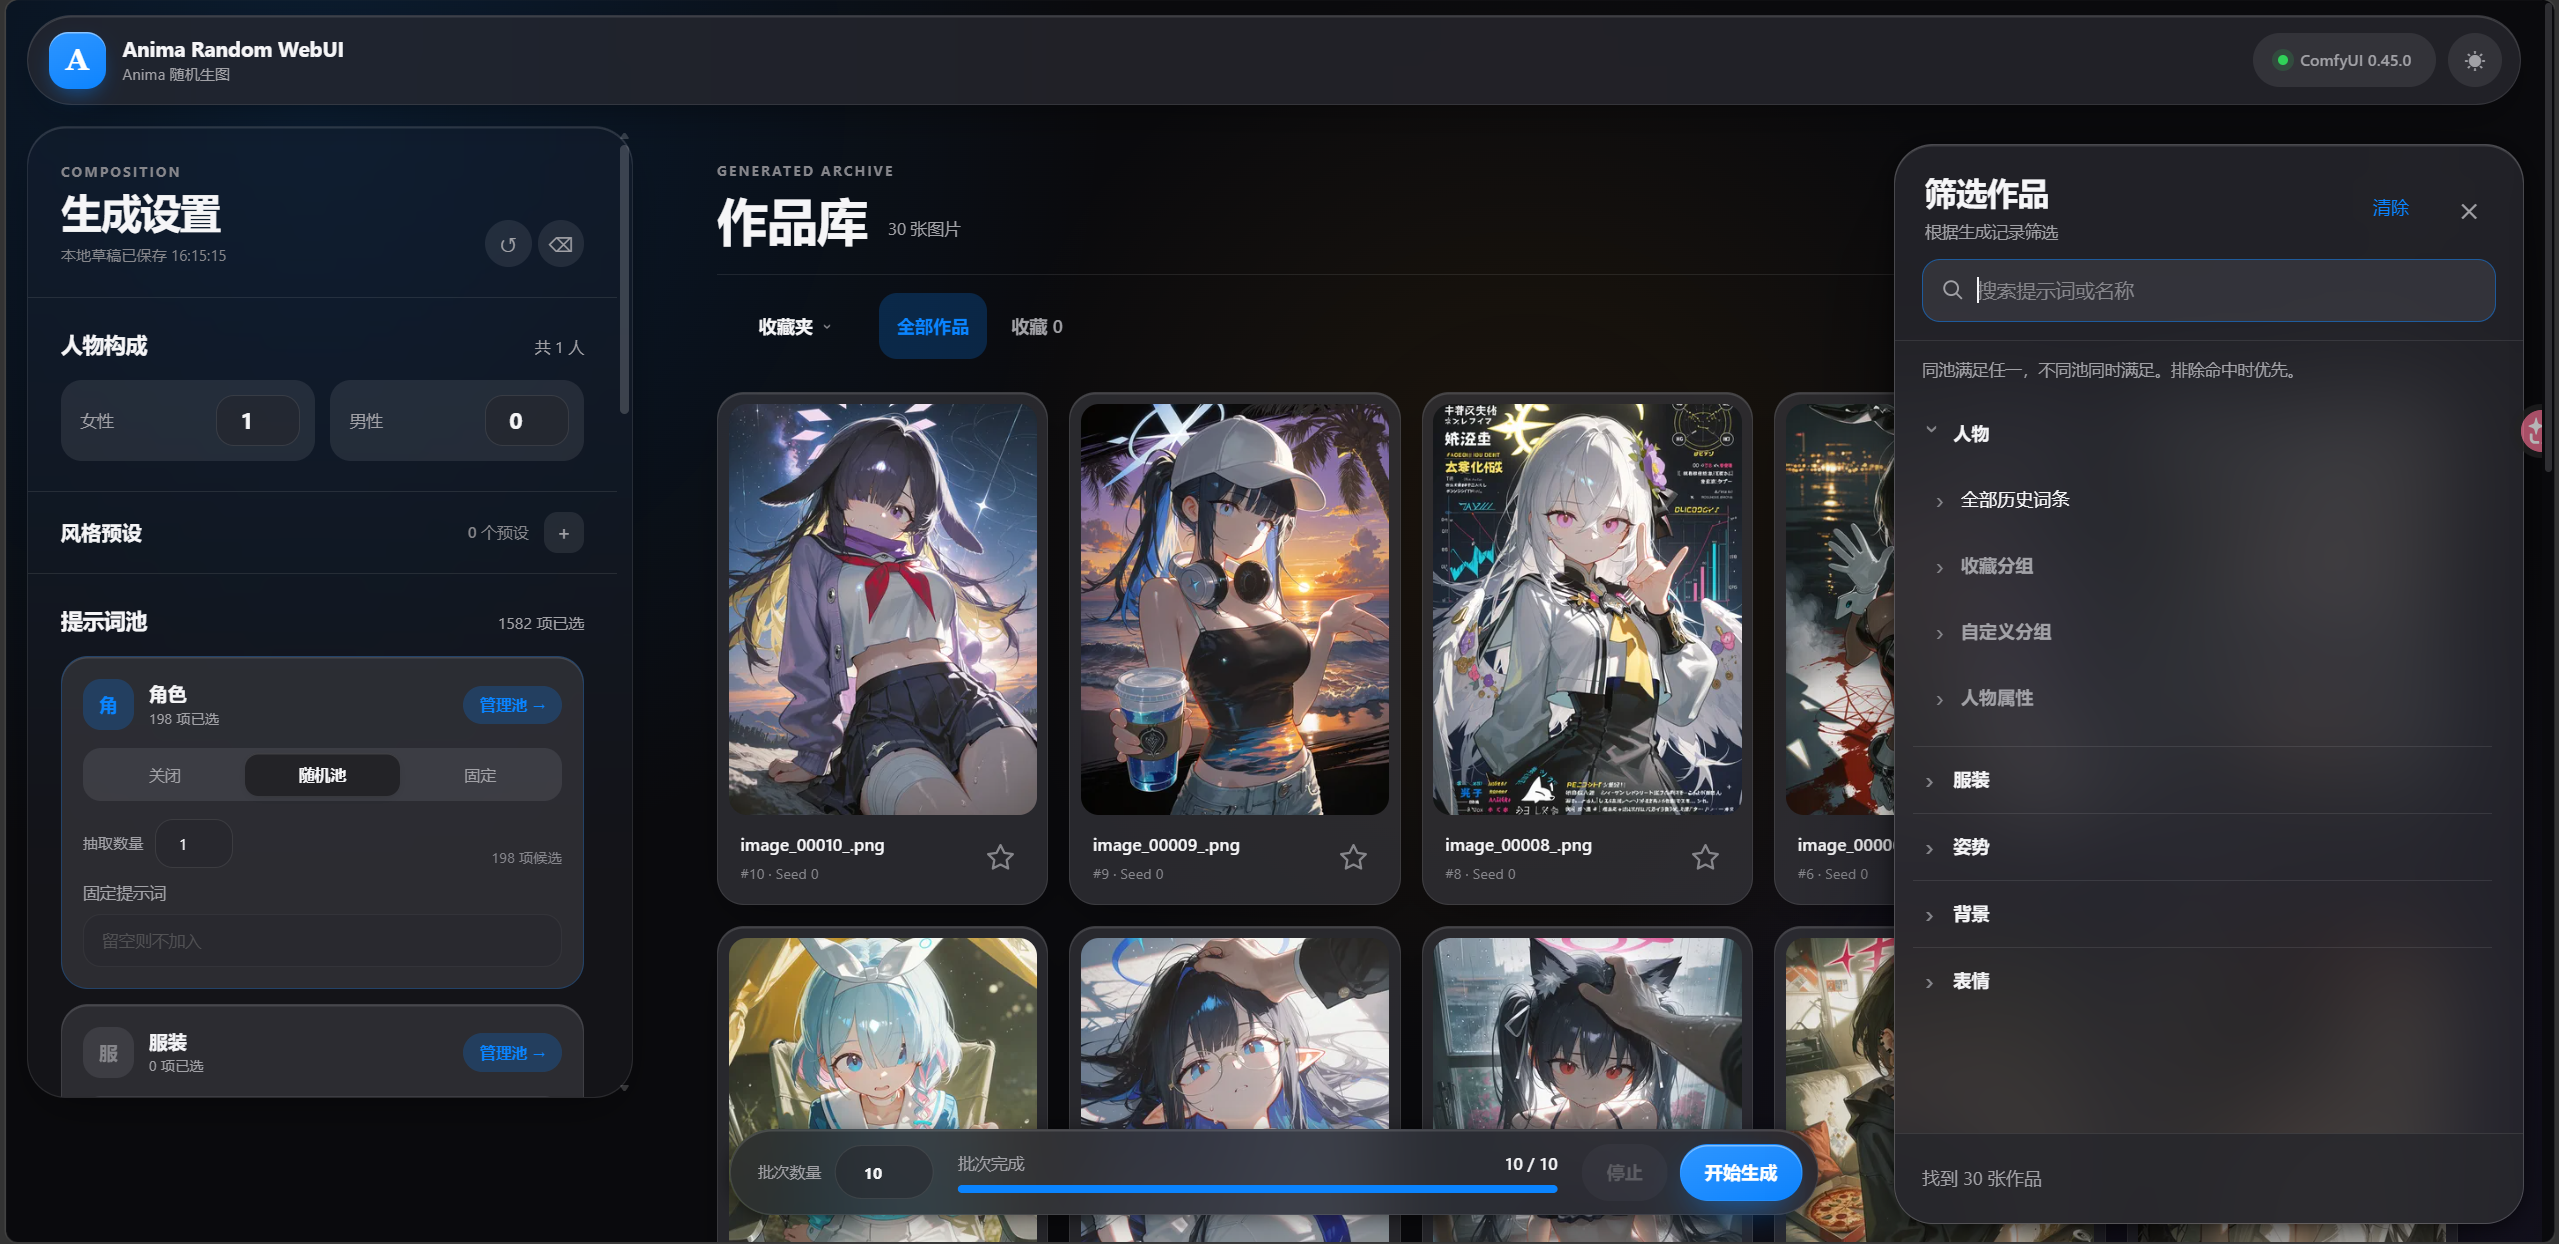 A
Anima Random WebUI
Anima 随机生图
ComfyUI 0.45.0
COMPOSITION
生成设置
本地草稿已保存 16:15:15
人物构成
共 1 人
女性
1
男性
0
风格预设
0 个预设
+
提示词池
1582 项已选
角
角色
198 项已选
管理池 →
关闭
随机池
固定
抽取数量
1
198 项候选
固定提示词
留空则不加入
服
服装
0 项已选
管理池 →
GENERATED ARCHIVE
作品库
30 张图片
收藏夹
全部作品
收藏 0
image_00010_.png
#10 · Seed 0
image_00009_.png
#9 · Seed 0
image_00008_.png
#8 · Seed 0
image_0000
#6 · Seed 0
批次数量
10
批次完成
10 / 10
停止
开始生成
筛选作品
根据生成记录筛选
清除
搜索提示词或名称
同池满足任一，不同池同时满足。排除命中时优先。
人物
全部历史词条
收藏分组
自定义分组
人物属性
服装
姿势
背景
表情
找到 30 张作品